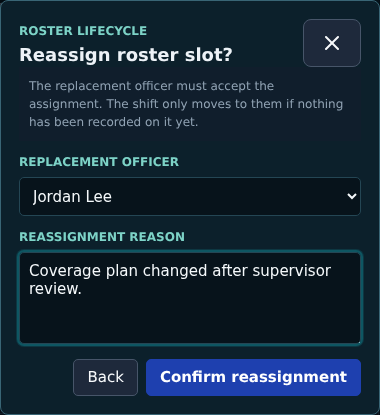 ROSTER LIFECYCLE
Reassign roster slot?
The replacement officer must accept the
assignment. The shift only moves to them if nothing
has been recorded on it yet.
REPLACEMENT OFFICER
Jordan Lee
REASSIGNMENT REASON
Coverage plan changed after supervisor
review.
Back
Confirm reassignment